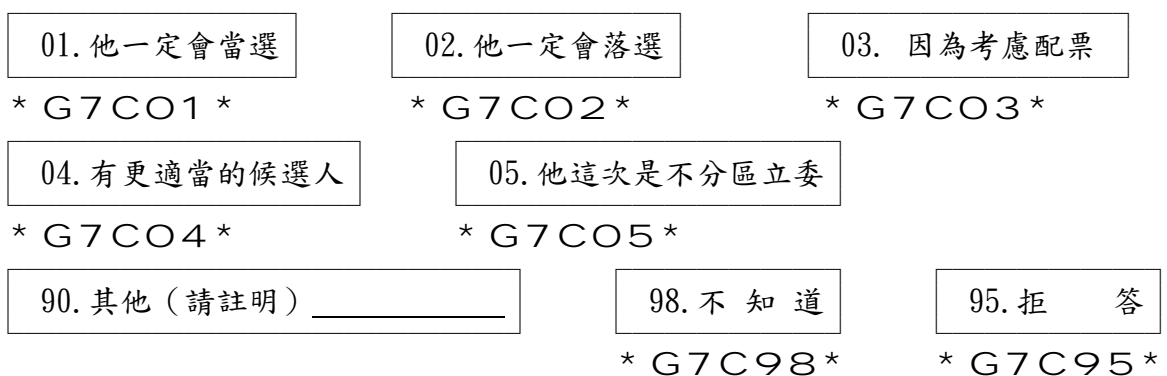 01.他一定會當選 02.他一定會落選 03. 因為考慮配票
*G7C01* *G7C02* *G7C03*
04.有更適當的候選人 05.他這次是不分區立委
*G7C04* *G7C05*
90.其他（請註明）____________ 98.不 知 道 95.拒 答
*G7C98* *G7C95*